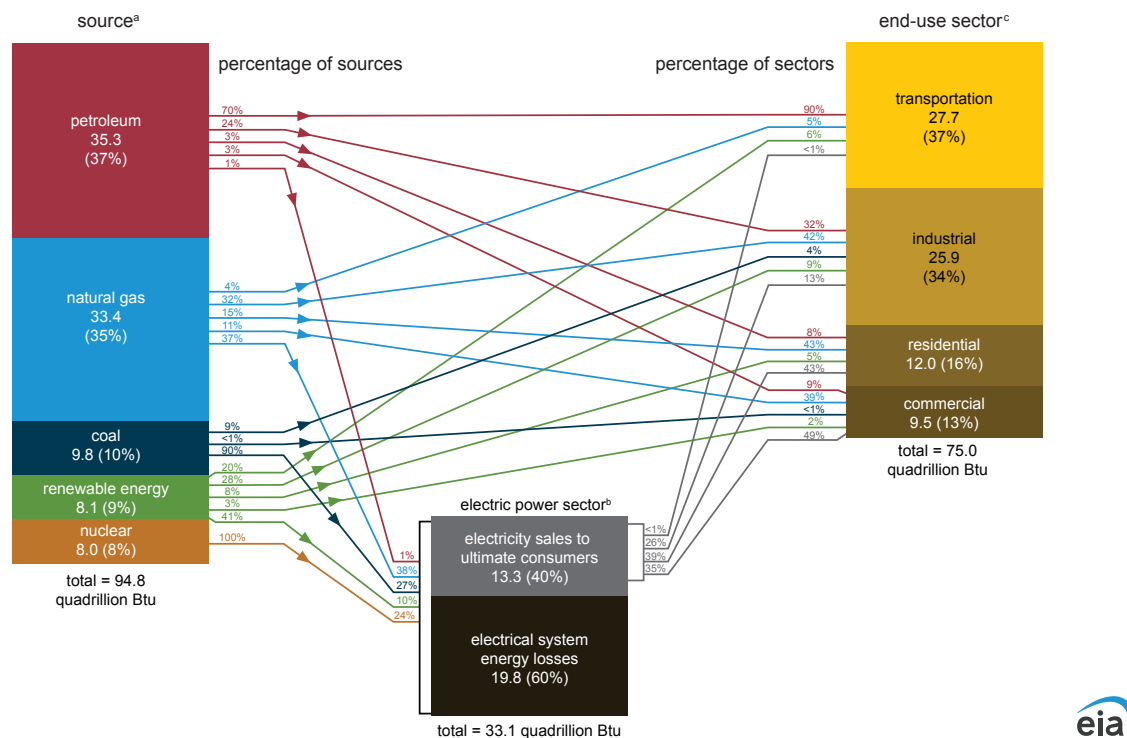 sourceᵃ
end-use sectorᶜ
percentage of sources
percentage of sectors
petroleum
35.3
(37%)
70%
24%
3%
3%
1%
natural gas
33.4
(35%)
4%
32%
15%
11%
37%
coal
9.8 (10%)
9%
<1%
90%
renewable energy
8.1 (9%)
20%
28%
8%
3%
41%
nuclear
8.0 (8%)
100%
total = 94.8
quadrillion Btu
electric power sectorᵇ
1%
38%
27%
10%
24%
electricity sales to
ultimate consumers
13.3 (40%)
electrical system
energy losses
19.8 (60%)
total = 33.1 quadrillion Btu
<1%
26%
39%
35%
90%
5%
6%
<1%
transportation
27.7
(37%)
32%
42%
4%
9%
13%
industrial
25.9
(34%)
8%
43%
5%
43%
residential
12.0 (16%)
9%
39%
<1%
2%
49%
commercial
9.5 (13%)
total = 75.0
quadrillion Btu
eia